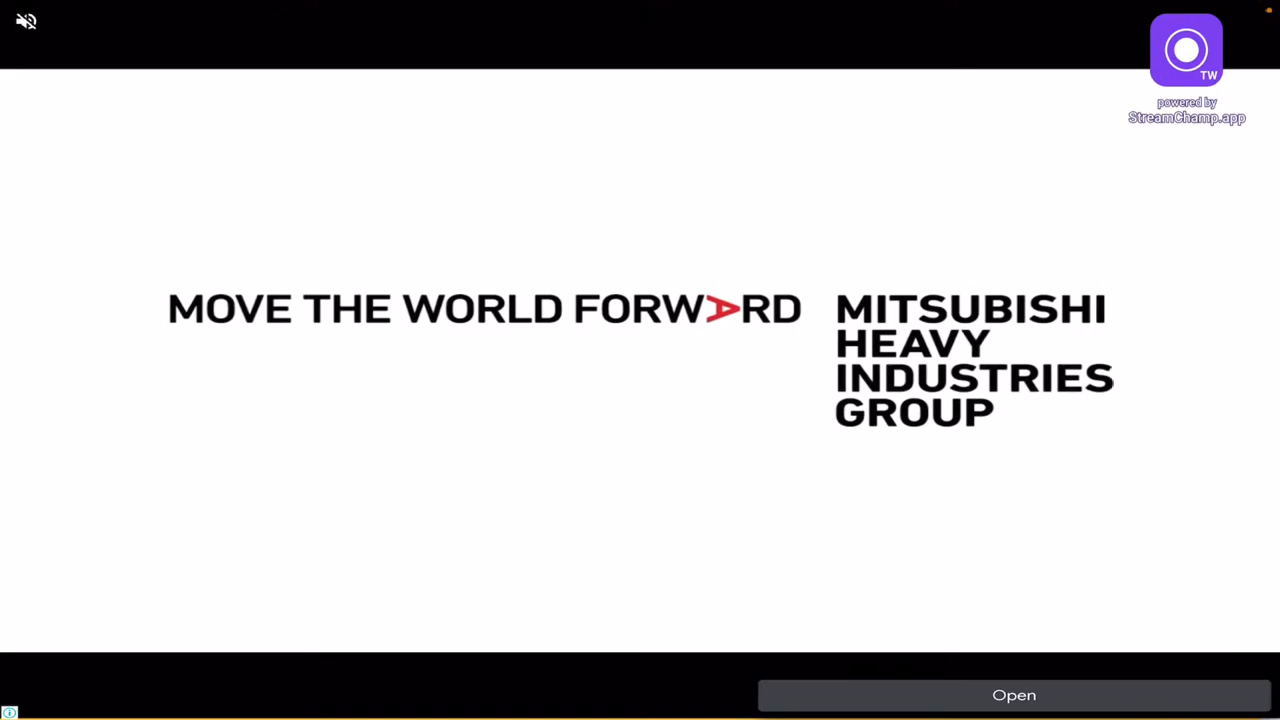 TW
powered by
StreamChamp.app
MOVE THE WORLD FORWARD
MITSUBISHI
HEAVY
INDUSTRIES
GROUP
Open